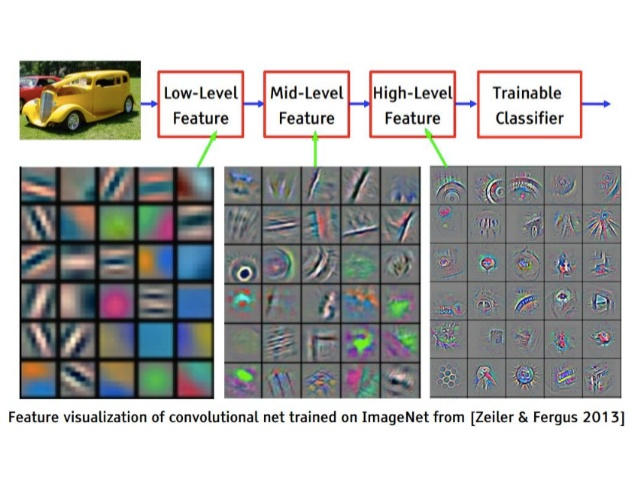 Low-Level
Feature
Mid-Level
Feature
High-Level
Feature
Trainable
Classifier
Feature visualization of convolutional net trained on ImageNet from [Zeiler & Fergus 2013]